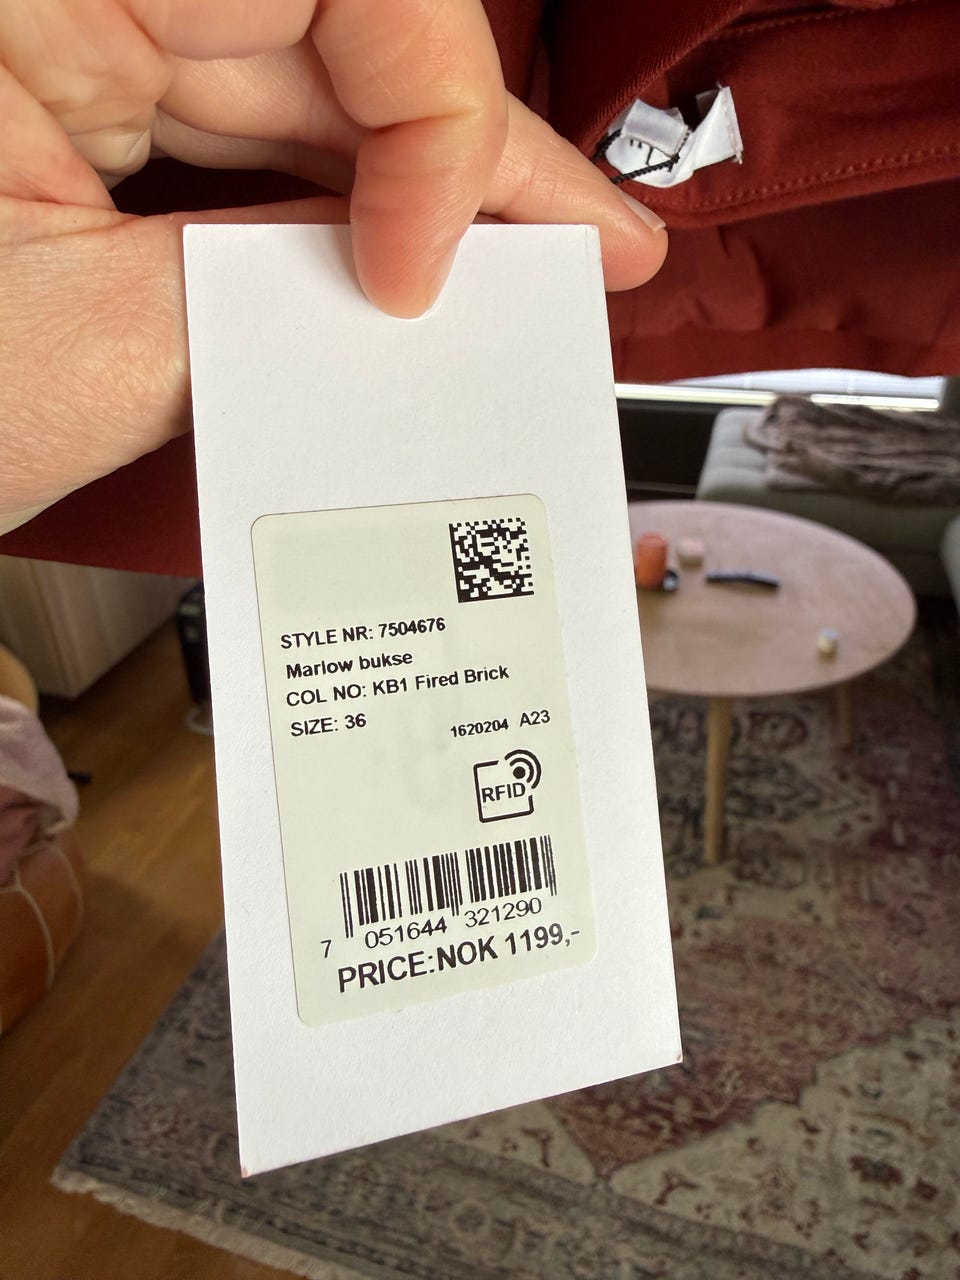 STYLE NR: 7504676
Marlow bukse
COL NO: KB1 Fired Brick
SIZE: 36
1620204 A23
RFID
7 051644 321290
PRICE:NOK 1199,-